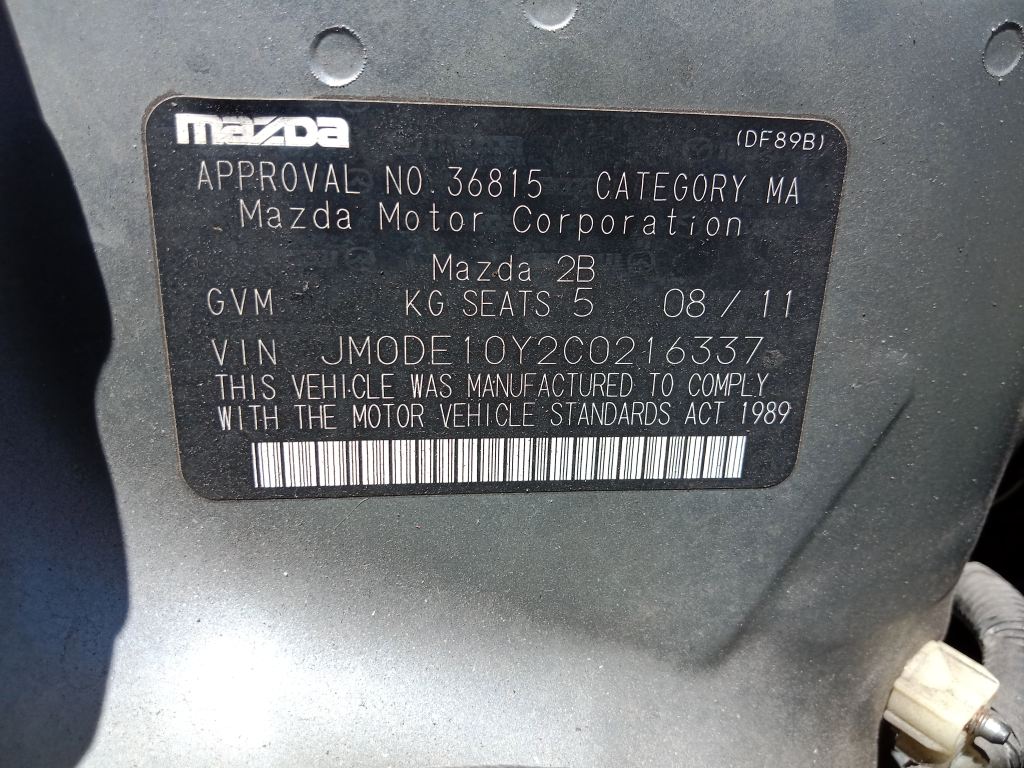 mazda (DF89B)
APPROVAL NO. 36815 CATEGORY MA
Mazda Motor Corporation
Mazda 2B
GVM KG SEATS 5 08 / 11
VIN JM0DE10Y2C0216337
THIS VEHICLE WAS MANUFACTURED TO COMPLY
WITH THE MOTOR VEHICLE STANDARDS ACT 1989